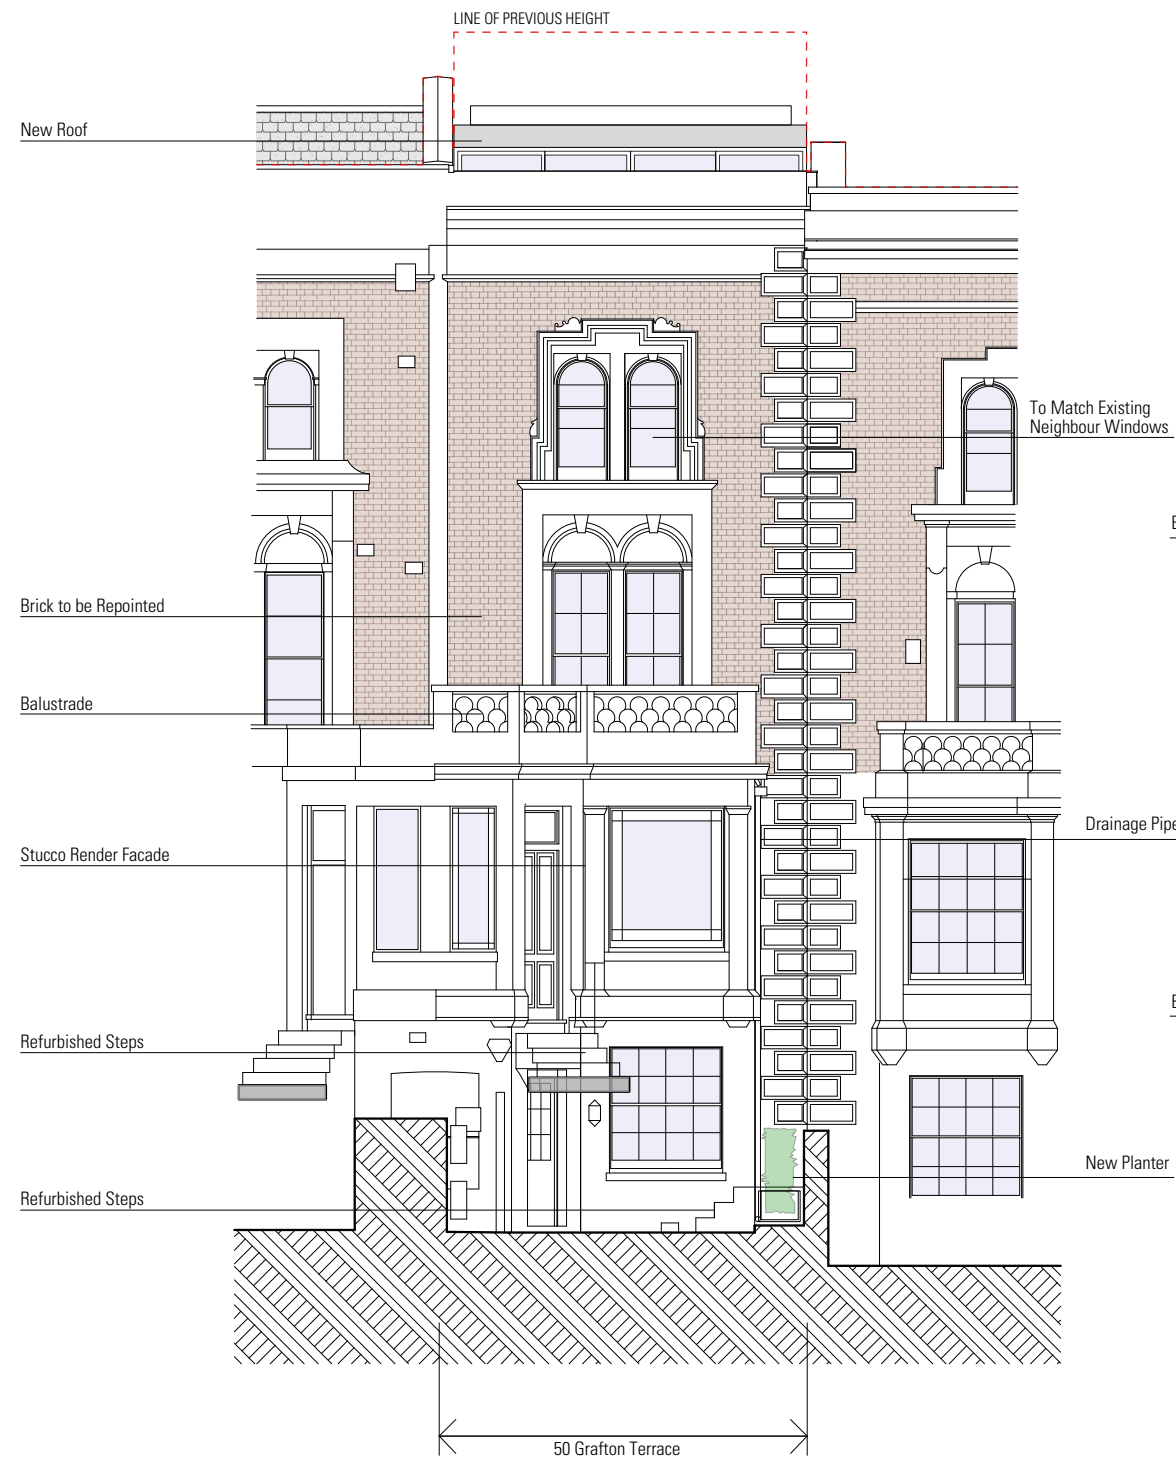 LINE OF PREVIOUS HEIGHT
New Roof
To Match Existing
Neighbour Windows
Brick to be Repointed
Balustrade
Drainage Pipe
Stucco Render Facade
Refurbished Steps
New Planter
Refurbished Steps
50 Grafton Terrace